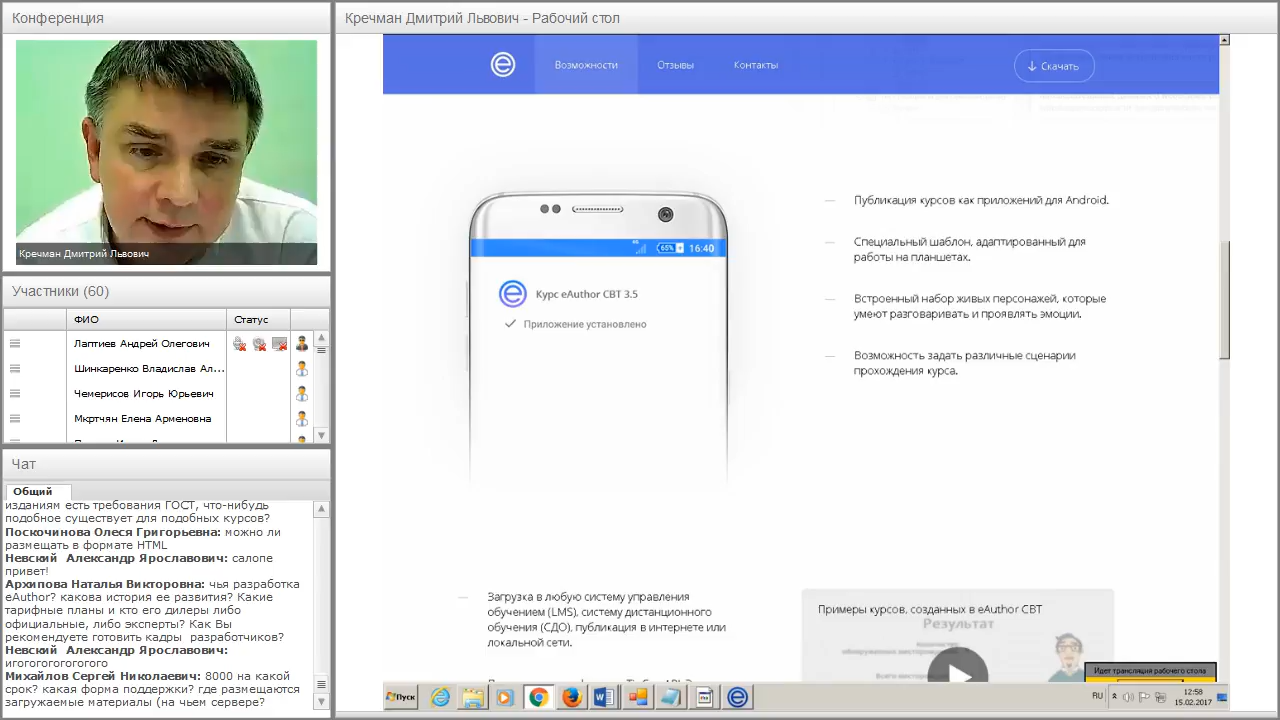 Конференция
Кречман Дмитрий Львович
Участники (60)
ФИО
Статус
Лаптиев Андрей Олегович
Шинкаренко Владислав Ал...
Чемерисов Игорь Юрьевич
Мкртчян Елена Арменовна
Чат
Общий
изданиям есть требования ГОСТ, что-нибудь
подобное существует для подобных курсов?
Поскочинова Олеся Григорьевна: можно ли
размещать в формате HTML
Невский Александр Ярославович: салопе
привет!
Архипова Наталья Викторовна: чья разработка
eAuthor? какова история ее развития? Какие
тарифные планы и кто его дилеры либо
официальные, либо эксперты? Как Вы
рекомендуете готовить кадры разработчиков?
Невский Александр Ярославович:
игогогогогогого
Михайлов Сергей Николаевич: 8000 на какой
срок? какая форма поддержки? где размещаются
загружаемые материалы (на чьем сервере?
Кречман Дмитрий Львович - Рабочий стол
Возможности
Отзывы
Контакты
Скачать
65%
16:40
Курс eAuthor CBT 3.5
Приложение установлено
Публикация курсов как приложений для Android.
Специальный шаблон, адаптированный для
работы на планшетах.
Встроенный набор живых персонажей, которые
умеют разговаривать и проявлять эмоции.
Возможность задать различные сценарии
прохождения курса.
Загрузка в любую систему управления
обучением (LMS), систему дистанционного
обучения (СДО), публикация в интернете или
локальной сети.
Примеры курсов, созданных в eAuthor CBT
Результат
Идет трансляция рабочего стола
Пуск
RU
12:58
15.02.2017